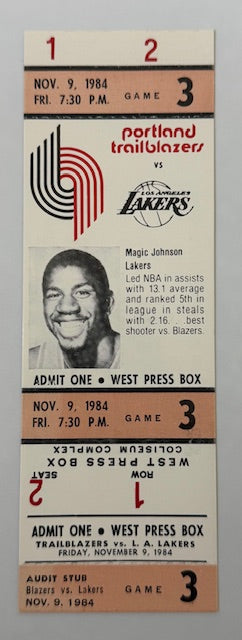 1 2
NOV. 9, 1984
FRI. 7:30 P.M. GAME 3
portland
trailblazers
vs
LOS ANGELES
LAKERS
Magic Johnson
Lakers
Led NBA in assists
with 13.1 average
and ranked 5th in
league in steals
with 2.16. . .best
shooter vs. Blazers.
ADMIT ONE • WEST PRESS BOX
NOV. 9, 1984
FRI. 7:30 P.M. GAME 3
WEST PRESS BOX
COLISEUM COMPLEX
ROW SEAT
1 2
ADMIT ONE • WEST PRESS BOX
TRAILBLAZERS vs. L. A. LAKERS
FRIDAY, NOVEMBER 9, 1984
AUDIT STUB
Blazers vs. Lakers
NOV. 9, 1984 GAME 3